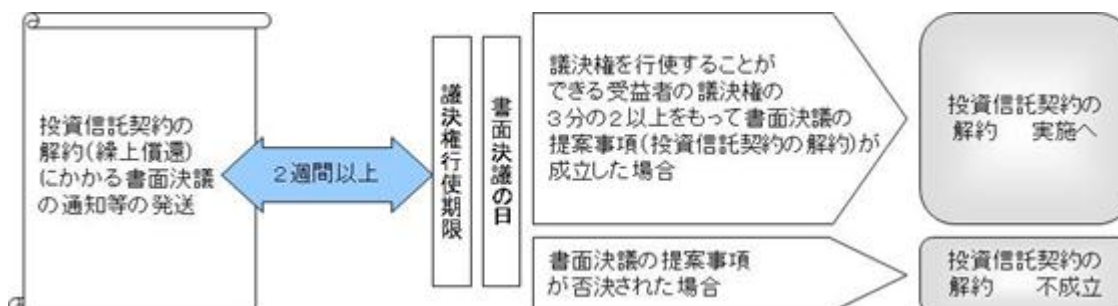 投資信託契約の
解約(繰上償還)
にかかる書面決議
の通知等の発送
2週間以上
議決権行使期限
書面決議の日
議決権を行使することが
できる受益者の議決権の
3分の2以上をもって書面決議の
提案事項(投資信託契約の解約)が
成立した場合
投資信託契約の
解約　実施へ
書面決議の提案事項
が否決された場合
投資信託契約の
解約　不成立